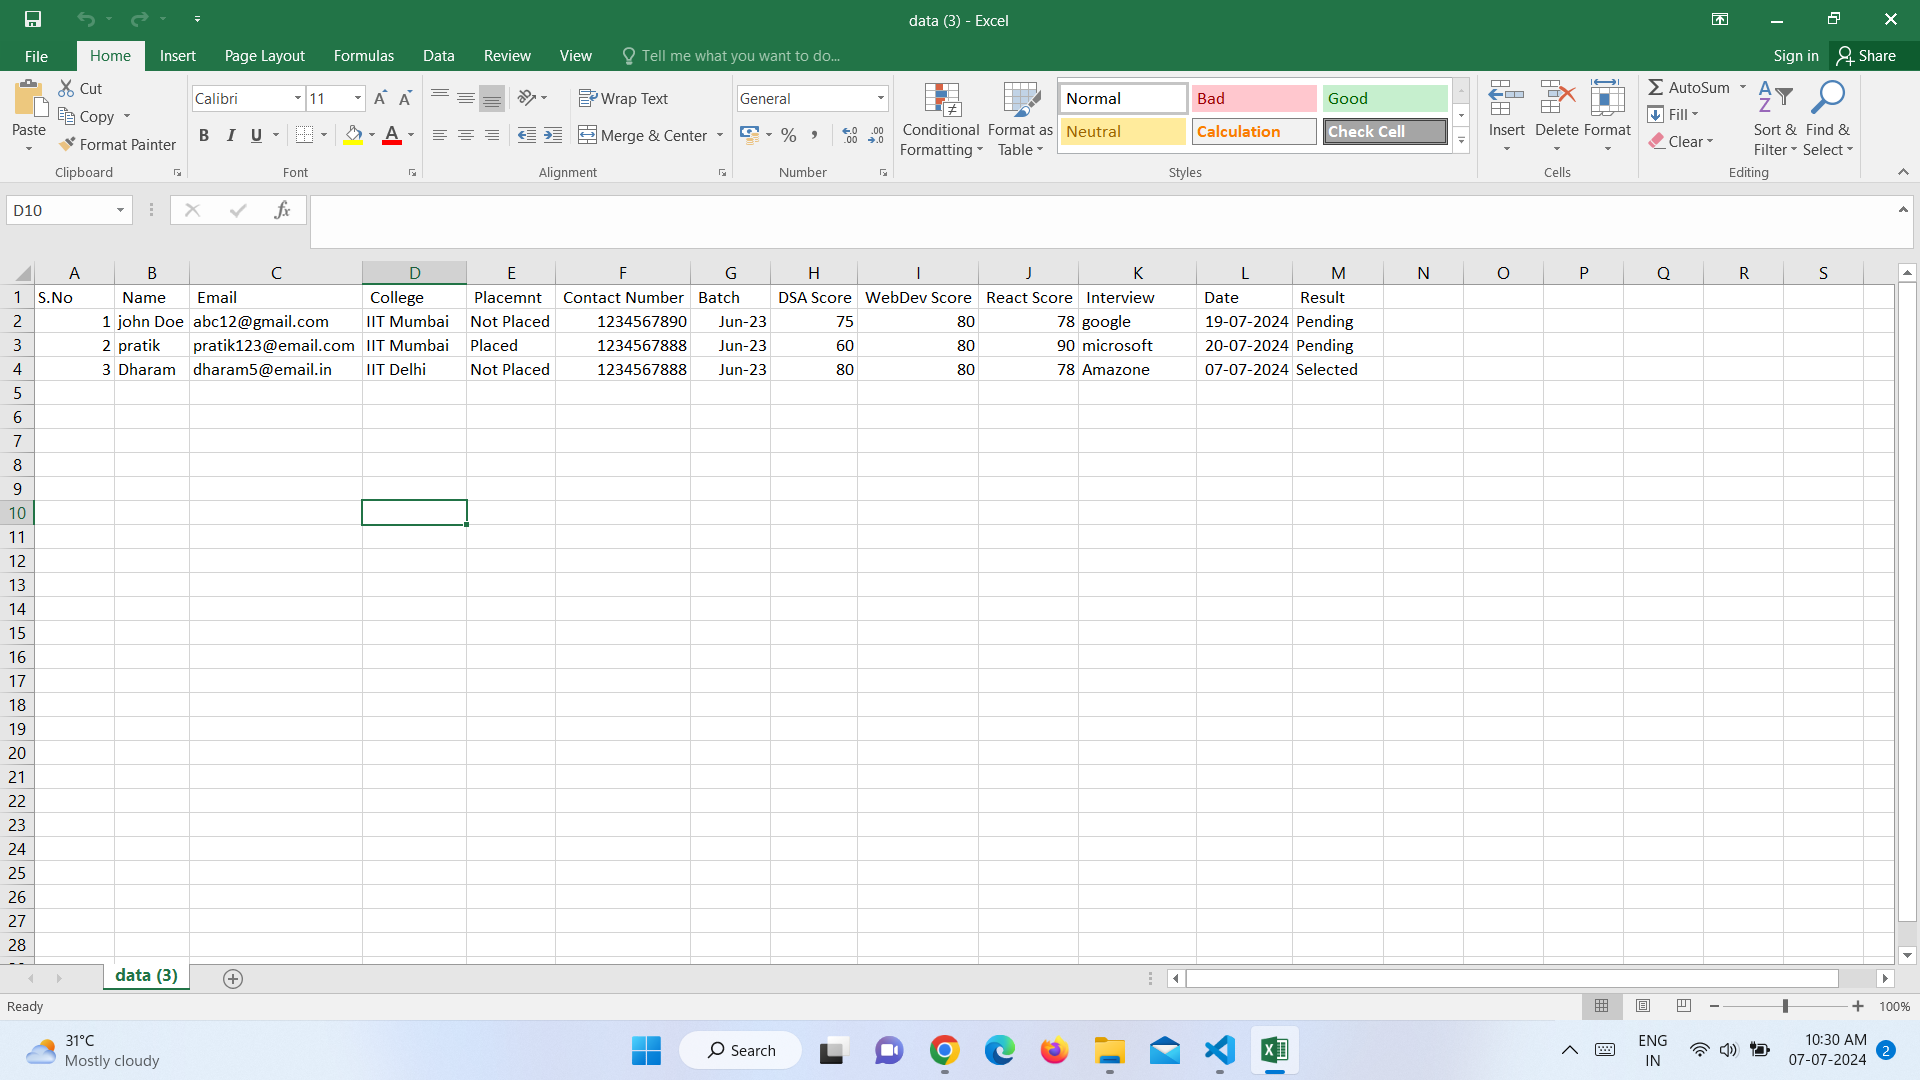 data (3) - Excel
File Home Insert Page Layout Formulas Data Review View Tell me what you want to do... Sign in Share
Paste Cut Copy Format Painter Clipboard
Calibri 11 B I U Font
Wrap Text Merge & Center Alignment
General % , Number
Conditional Formatting Format as Table Normal Bad Good Neutral Calculation Check Cell Styles
Insert Delete Format Cells
AutoSum Fill Clear Sort & Filter Find & Select Editing
D10 fx
A B C D E F G H I J K L M N O P Q R S
1 S.No Name Email College Placemnt Contact Number Batch DSA Score WebDev Score React Score Interview Date Result
2 1 john Doe abc12@gmail.com IIT Mumbai Not Placed 1234567890 Jun-23 75 80 78 google 19-07-2024 Pending
3 2 pratik pratik123@email.com IIT Mumbai Placed 1234567888 Jun-23 60 80 90 microsoft 20-07-2024 Pending
4 3 Dharam dharam5@email.in IIT Delhi Not Placed 1234567888 Jun-23 80 80 78 Amazone 07-07-2024 Selected
5
6
7
8
9
10
11
12
13
14
15
16
17
18
19
20
21
22
23
24
25
26
27
28
data (3)
Ready 100%
31°C
Mostly cloudy
Search
ENG
IN
10:30 AM
07-07-2024
2